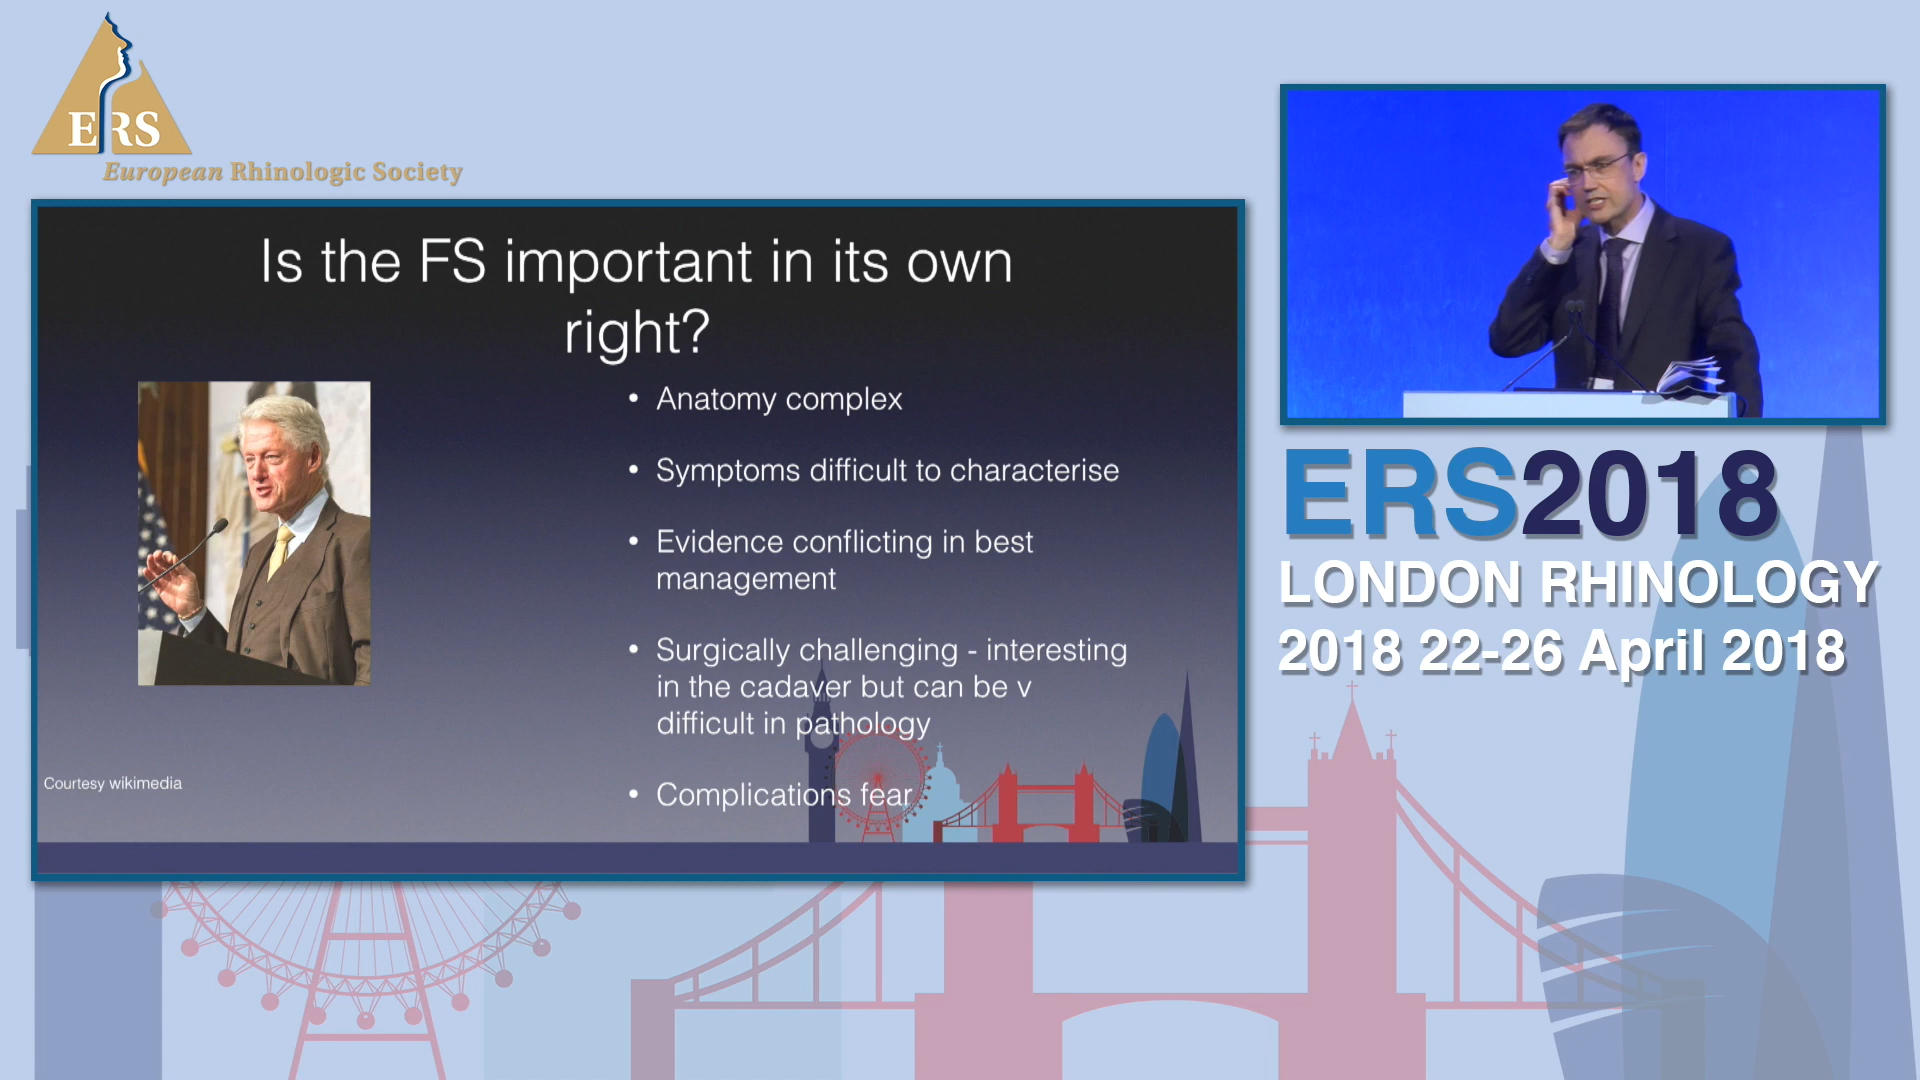 ERS
European Rhinologic Society
Is the FS important in its own
right?
• Anatomy complex
• Symptoms difficult to characterise
• Evidence conflicting in best
management
• Surgically challenging - interesting
in the cadaver but can be v
difficult in pathology
• Complications fear
Courtesy wikimedia
ERS2018
LONDON RHINOLOGY
2018 22-26 April 2018